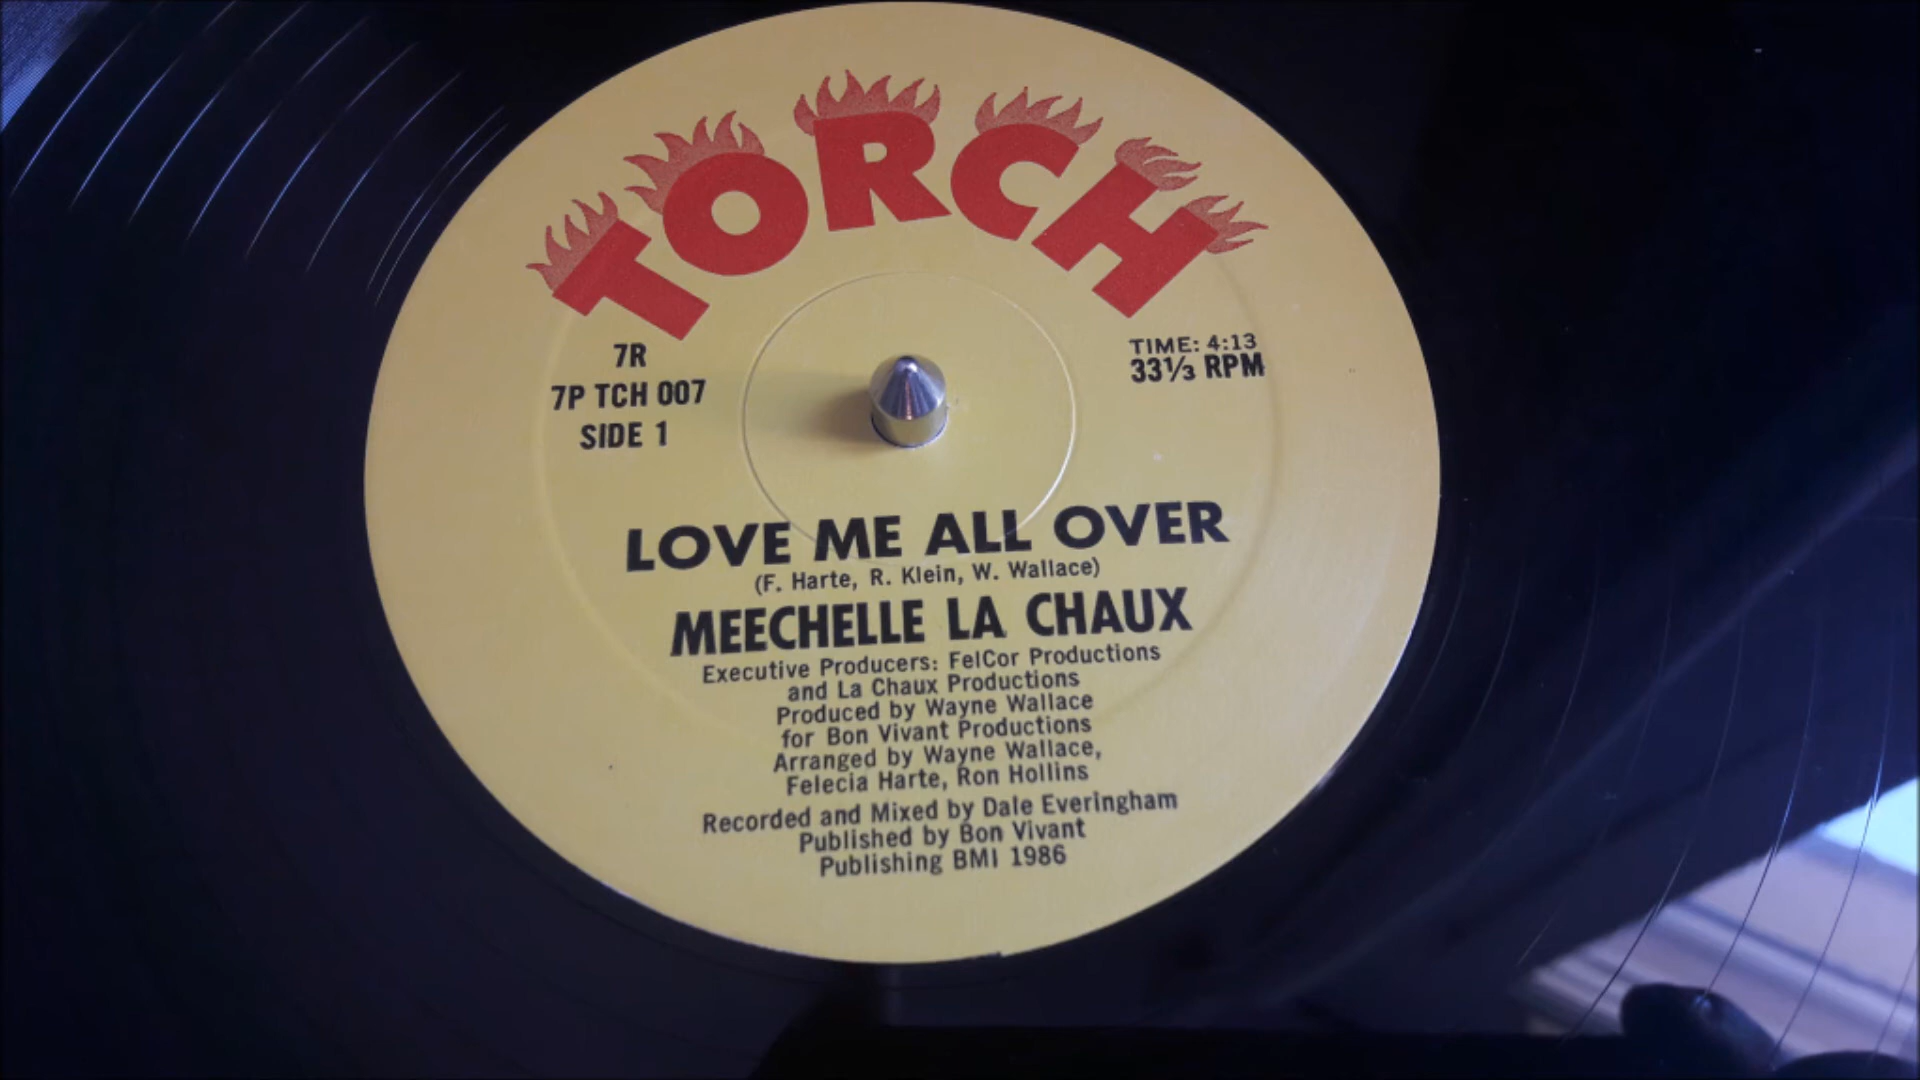 TORCH
7R
7P TCH 007
SIDE 1
TIME: 4:13
33⅓ RPM
LOVE ME ALL OVER
(F. Harte, R. Klein, W. Wallace)
MEECHELLE LA CHAUX
Executive Producers: FelCor Productions
and La Chaux Productions
Produced by Wayne Wallace
for Bon Vivant Productions
Arranged by Wayne Wallace,
Felecia Harte, Ron Hollins
Recorded and Mixed by Dale Everingham
Published by Bon Vivant
Publishing BMI 1986